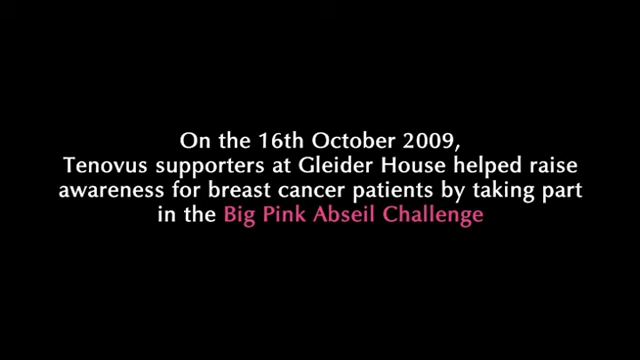 On the 16th October 2009,
Tenovus supporters at Gleider House helped raise
awareness for breast cancer patients by taking part
in the Big Pink Abseil Challenge